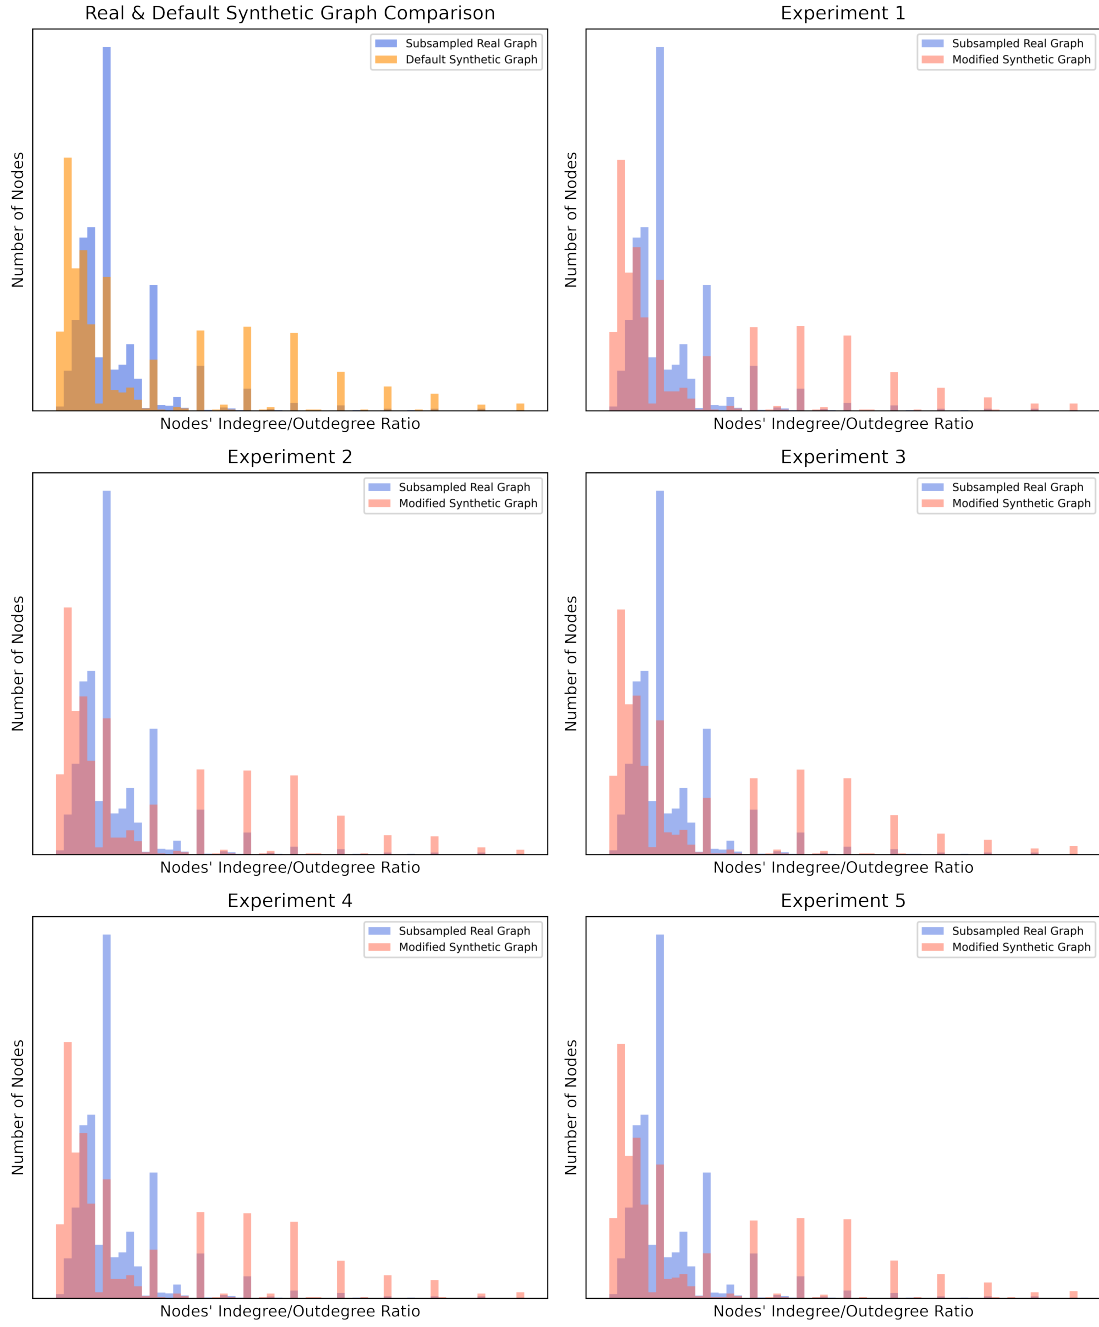 Real & Default Synthetic Graph Comparison
Subsampled Real Graph
Default Synthetic Graph
Number of Nodes
Nodes' Indegree/Outdegree Ratio
Experiment 1
Subsampled Real Graph
Modified Synthetic Graph
Number of Nodes
Nodes' Indegree/Outdegree Ratio
Experiment 2
Subsampled Real Graph
Modified Synthetic Graph
Number of Nodes
Nodes' Indegree/Outdegree Ratio
Experiment 3
Subsampled Real Graph
Modified Synthetic Graph
Number of Nodes
Nodes' Indegree/Outdegree Ratio
Experiment 4
Subsampled Real Graph
Modified Synthetic Graph
Number of Nodes
Nodes' Indegree/Outdegree Ratio
Experiment 5
Subsampled Real Graph
Modified Synthetic Graph
Number of Nodes
Nodes' Indegree/Outdegree Ratio